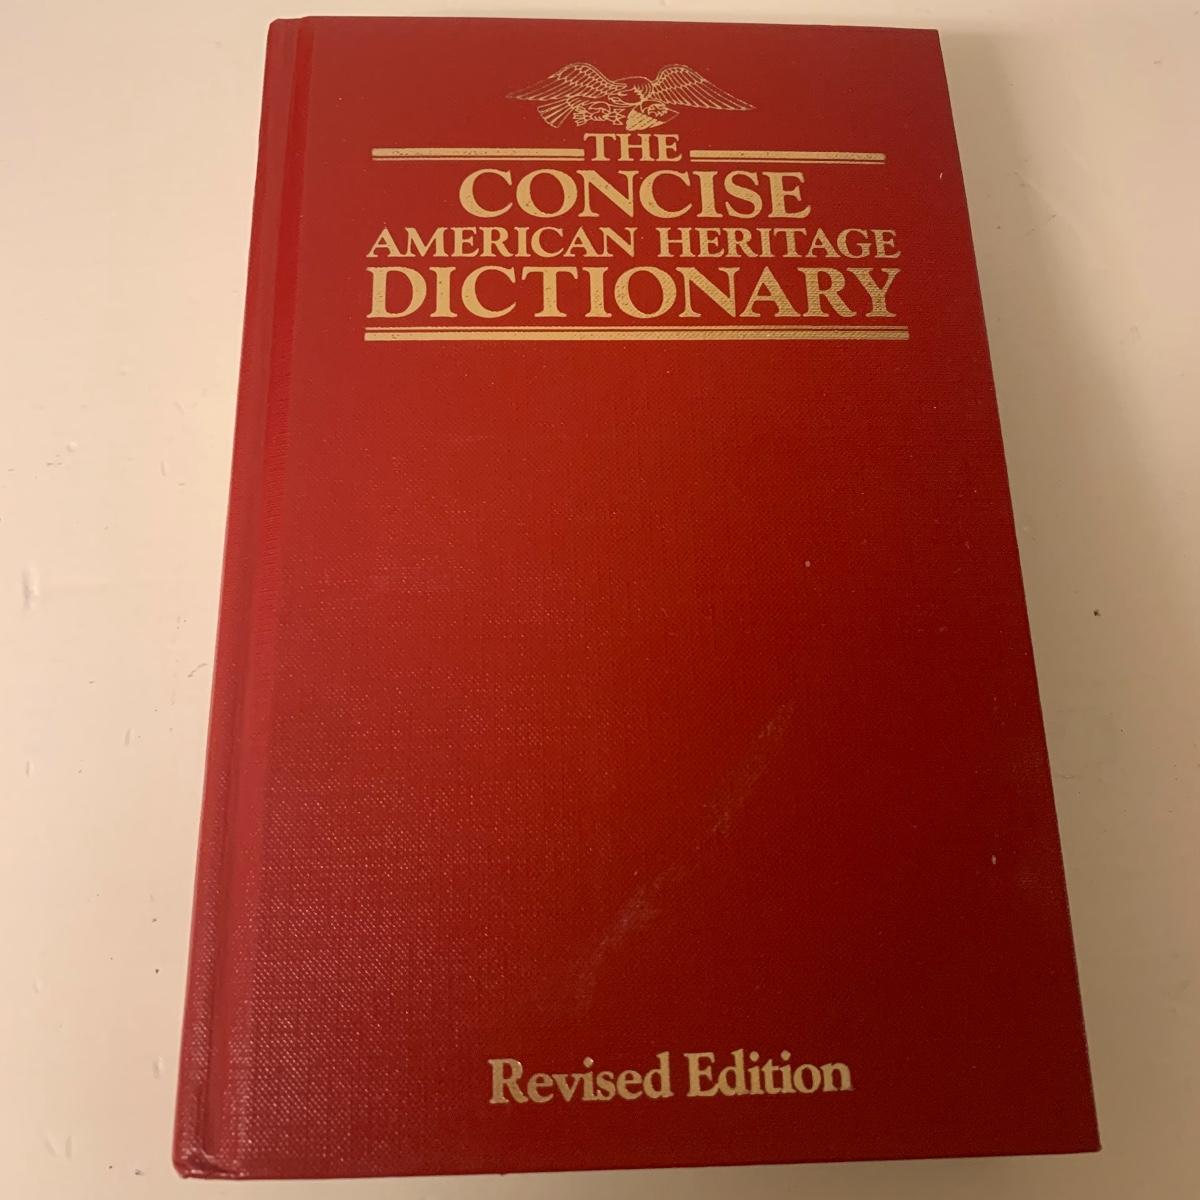 THE
CONCISE
AMERICAN HERITAGE
DICTIONARY
Revised Edition